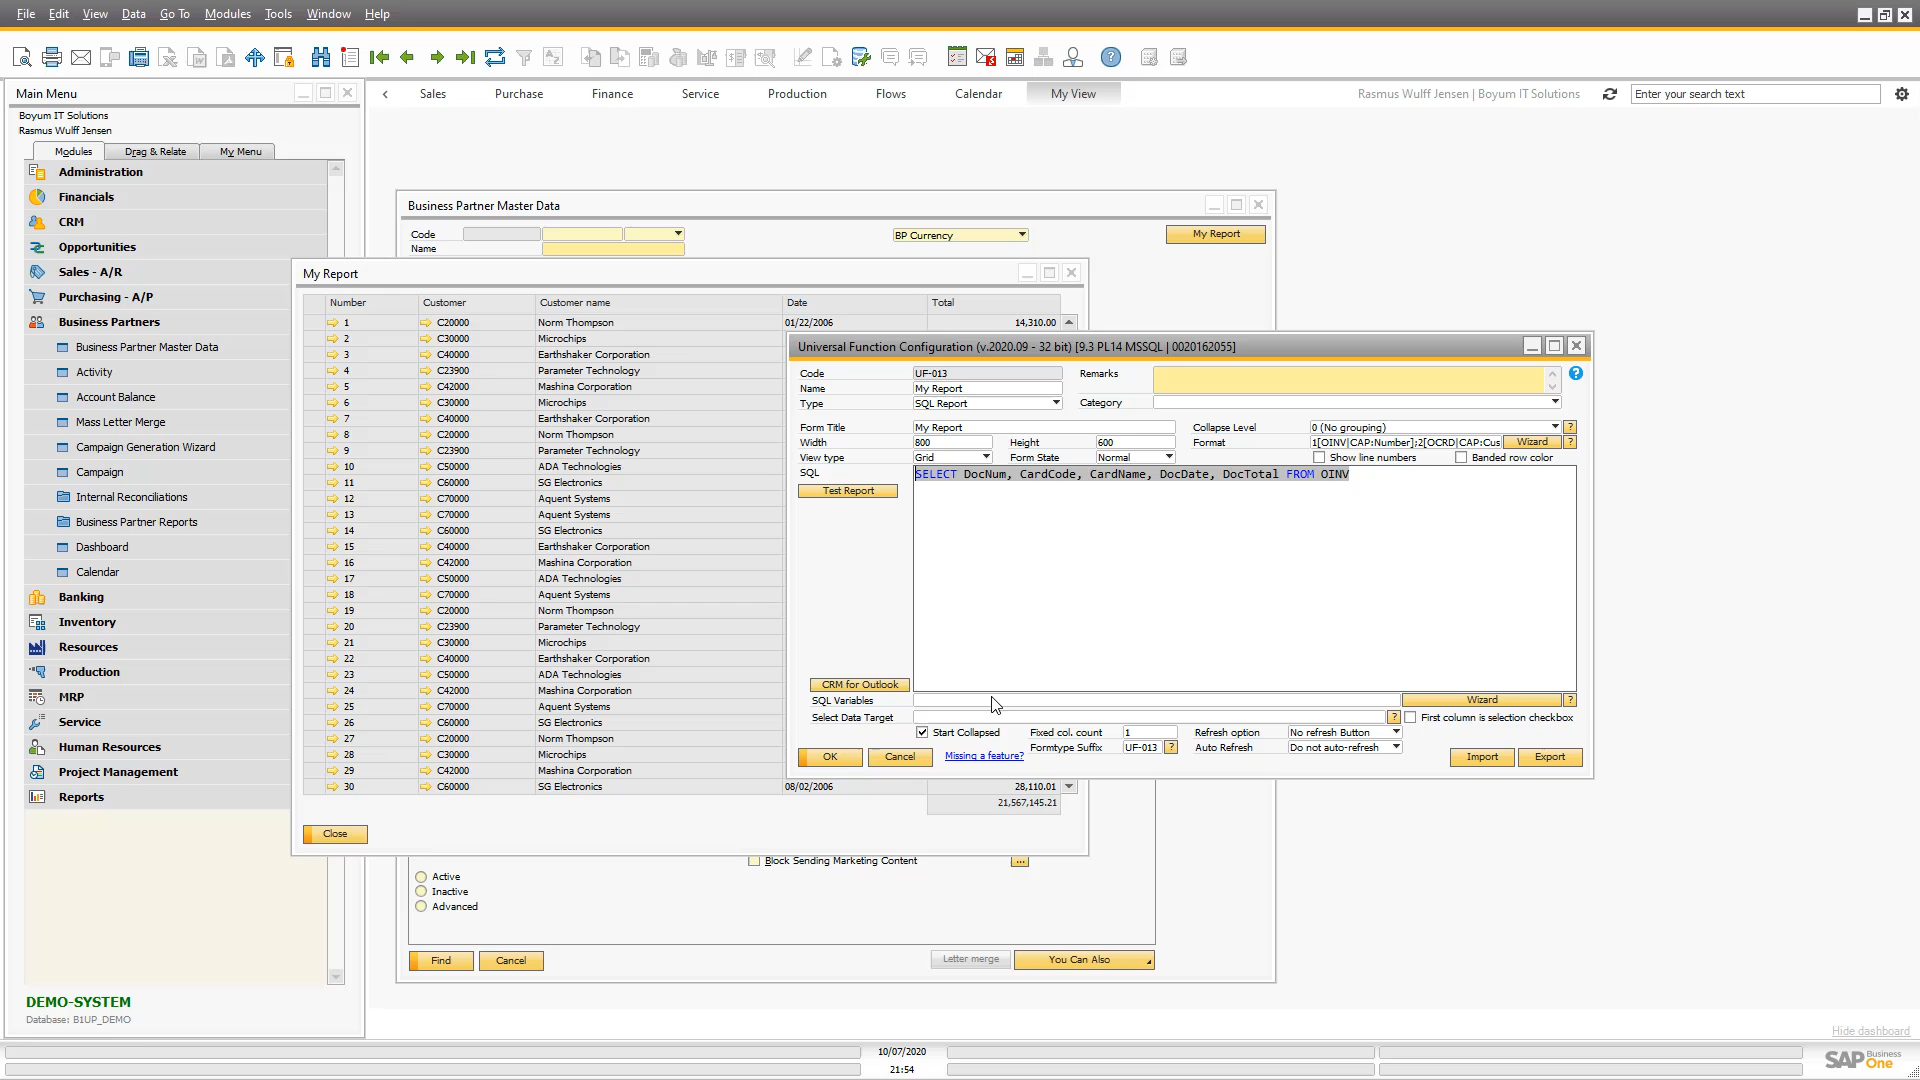 File Edit View Data Go To Modules Tools Window Help
Main Menu
Boyum IT Solutions
Rasmus Wulff Jensen
Modules Drag & Relate My Menu
Administration
Financials
CRM
Opportunities
Sales - A/R
Purchasing - A/P
Business Partners
Business Partner Master Data
Activity
Account Balance
Mass Letter Merge
Campaign Generation Wizard
Campaign
Internal Reconciliations
Business Partner Reports
Dashboard
Calendar
Banking
Inventory
Resources
Production
MRP
Service
Human Resources
Project Management
Reports
DEMO-SYSTEM
Database: B1UP_DEMO
Sales Purchase Finance Service Production Flows Calendar My View
Rasmus Wulff Jensen | Boyum IT Solutions
Enter your search text
Business Partner Master Data
Code BP Currency My Report
Name
My Report
Number Customer Customer name Date Total
1 C20000 Norm Thompson 01/22/2006 14,310.00
2 C30000 Microchips
3 C40000 Earthshaker Corporation
4 C23900 Parameter Technology
5 C42000 Mashina Corporation
6 C30000 Microchips
7 C40000 Earthshaker Corporation
8 C20000 Norm Thompson
9 C23900 Parameter Technology
10 C50000 ADA Technologies
11 C60000 SG Electronics
12 C70000 Aquent Systems
13 C70000 Aquent Systems
14 C60000 SG Electronics
15 C40000 Earthshaker Corporation
16 C42000 Mashina Corporation
17 C50000 ADA Technologies
18 C70000 Aquent Systems
19 C20000 Norm Thompson
20 C23900 Parameter Technology
21 C30000 Microchips
22 C40000 Earthshaker Corporation
23 C50000 ADA Technologies
24 C42000 Mashina Corporation
25 C70000 Aquent Systems
26 C60000 SG Electronics
27 C20000 Norm Thompson
28 C30000 Microchips
29 C42000 Mashina Corporation
30 C60000 SG Electronics 08/02/2006 28,110.01
21,567,145.21
Close
Universal Function Configuration (v.2020.09 - 32 bit) [9.3 PL14 MSSQL | 0020162055]
Code UF-013 Remarks
Name My Report
Type SQL Report Category
Form Title My Report Collapse Level 0 (No grouping) ?
Width 800 Height 600 Format 1[OINV|CAP:Number];2[OCRD|CAP:Cus Wizard ?
View type Grid Form State Normal Show line numbers Banded row color
SQL SELECT DocNum, CardCode, CardName, DocDate, DocTotal FROM OINV
Test Report
CRM for Outlook
SQL Variables Wizard ?
Select Data Target ? First column is selection checkbox
Start Collapsed Fixed col. count 1 Refresh option No refresh Button
Formtype Suffix UF-013 ? Auto Refresh Do not auto-refresh
OK Cancel Missing a feature? Import Export
Block Sending Marketing Content ...
Active
Inactive
Advanced
Find Cancel Letter merge You Can Also
Hide dashboard
10/07/2020
21:54
SAP Business One